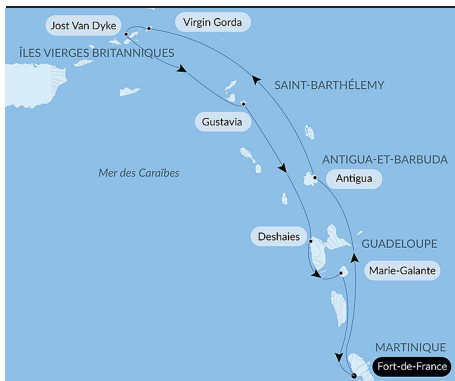 Jost Van Dyke
Virgin Gorda
ÎLES VIERGES BRITANNIQUES
SAINT-BARTHÉLEMY
Gustavia
ANTIGUA-ET-BARBUDA
Mer des Caraïbes
Antigua
Deshaies
GUADELOUPE
Marie-Galante
MARTINIQUE
Fort-de-France